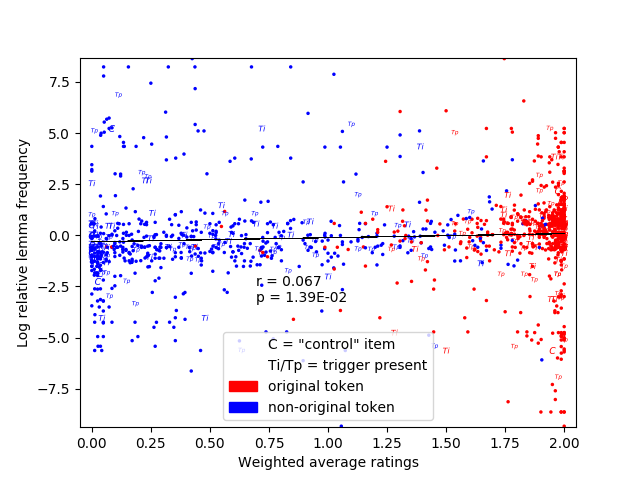 7.5
5.0
2.5
0.0
−2.5
−5.0
−7.5
Log relative lemma frequency
r = 0.067
p = 1.39E-02
C = "control" item
Ti/Tp = trigger present
original token
non-original token
0.00 0.25 0.50 0.75 1.00 1.25 1.50 1.75 2.00
Weighted average ratings